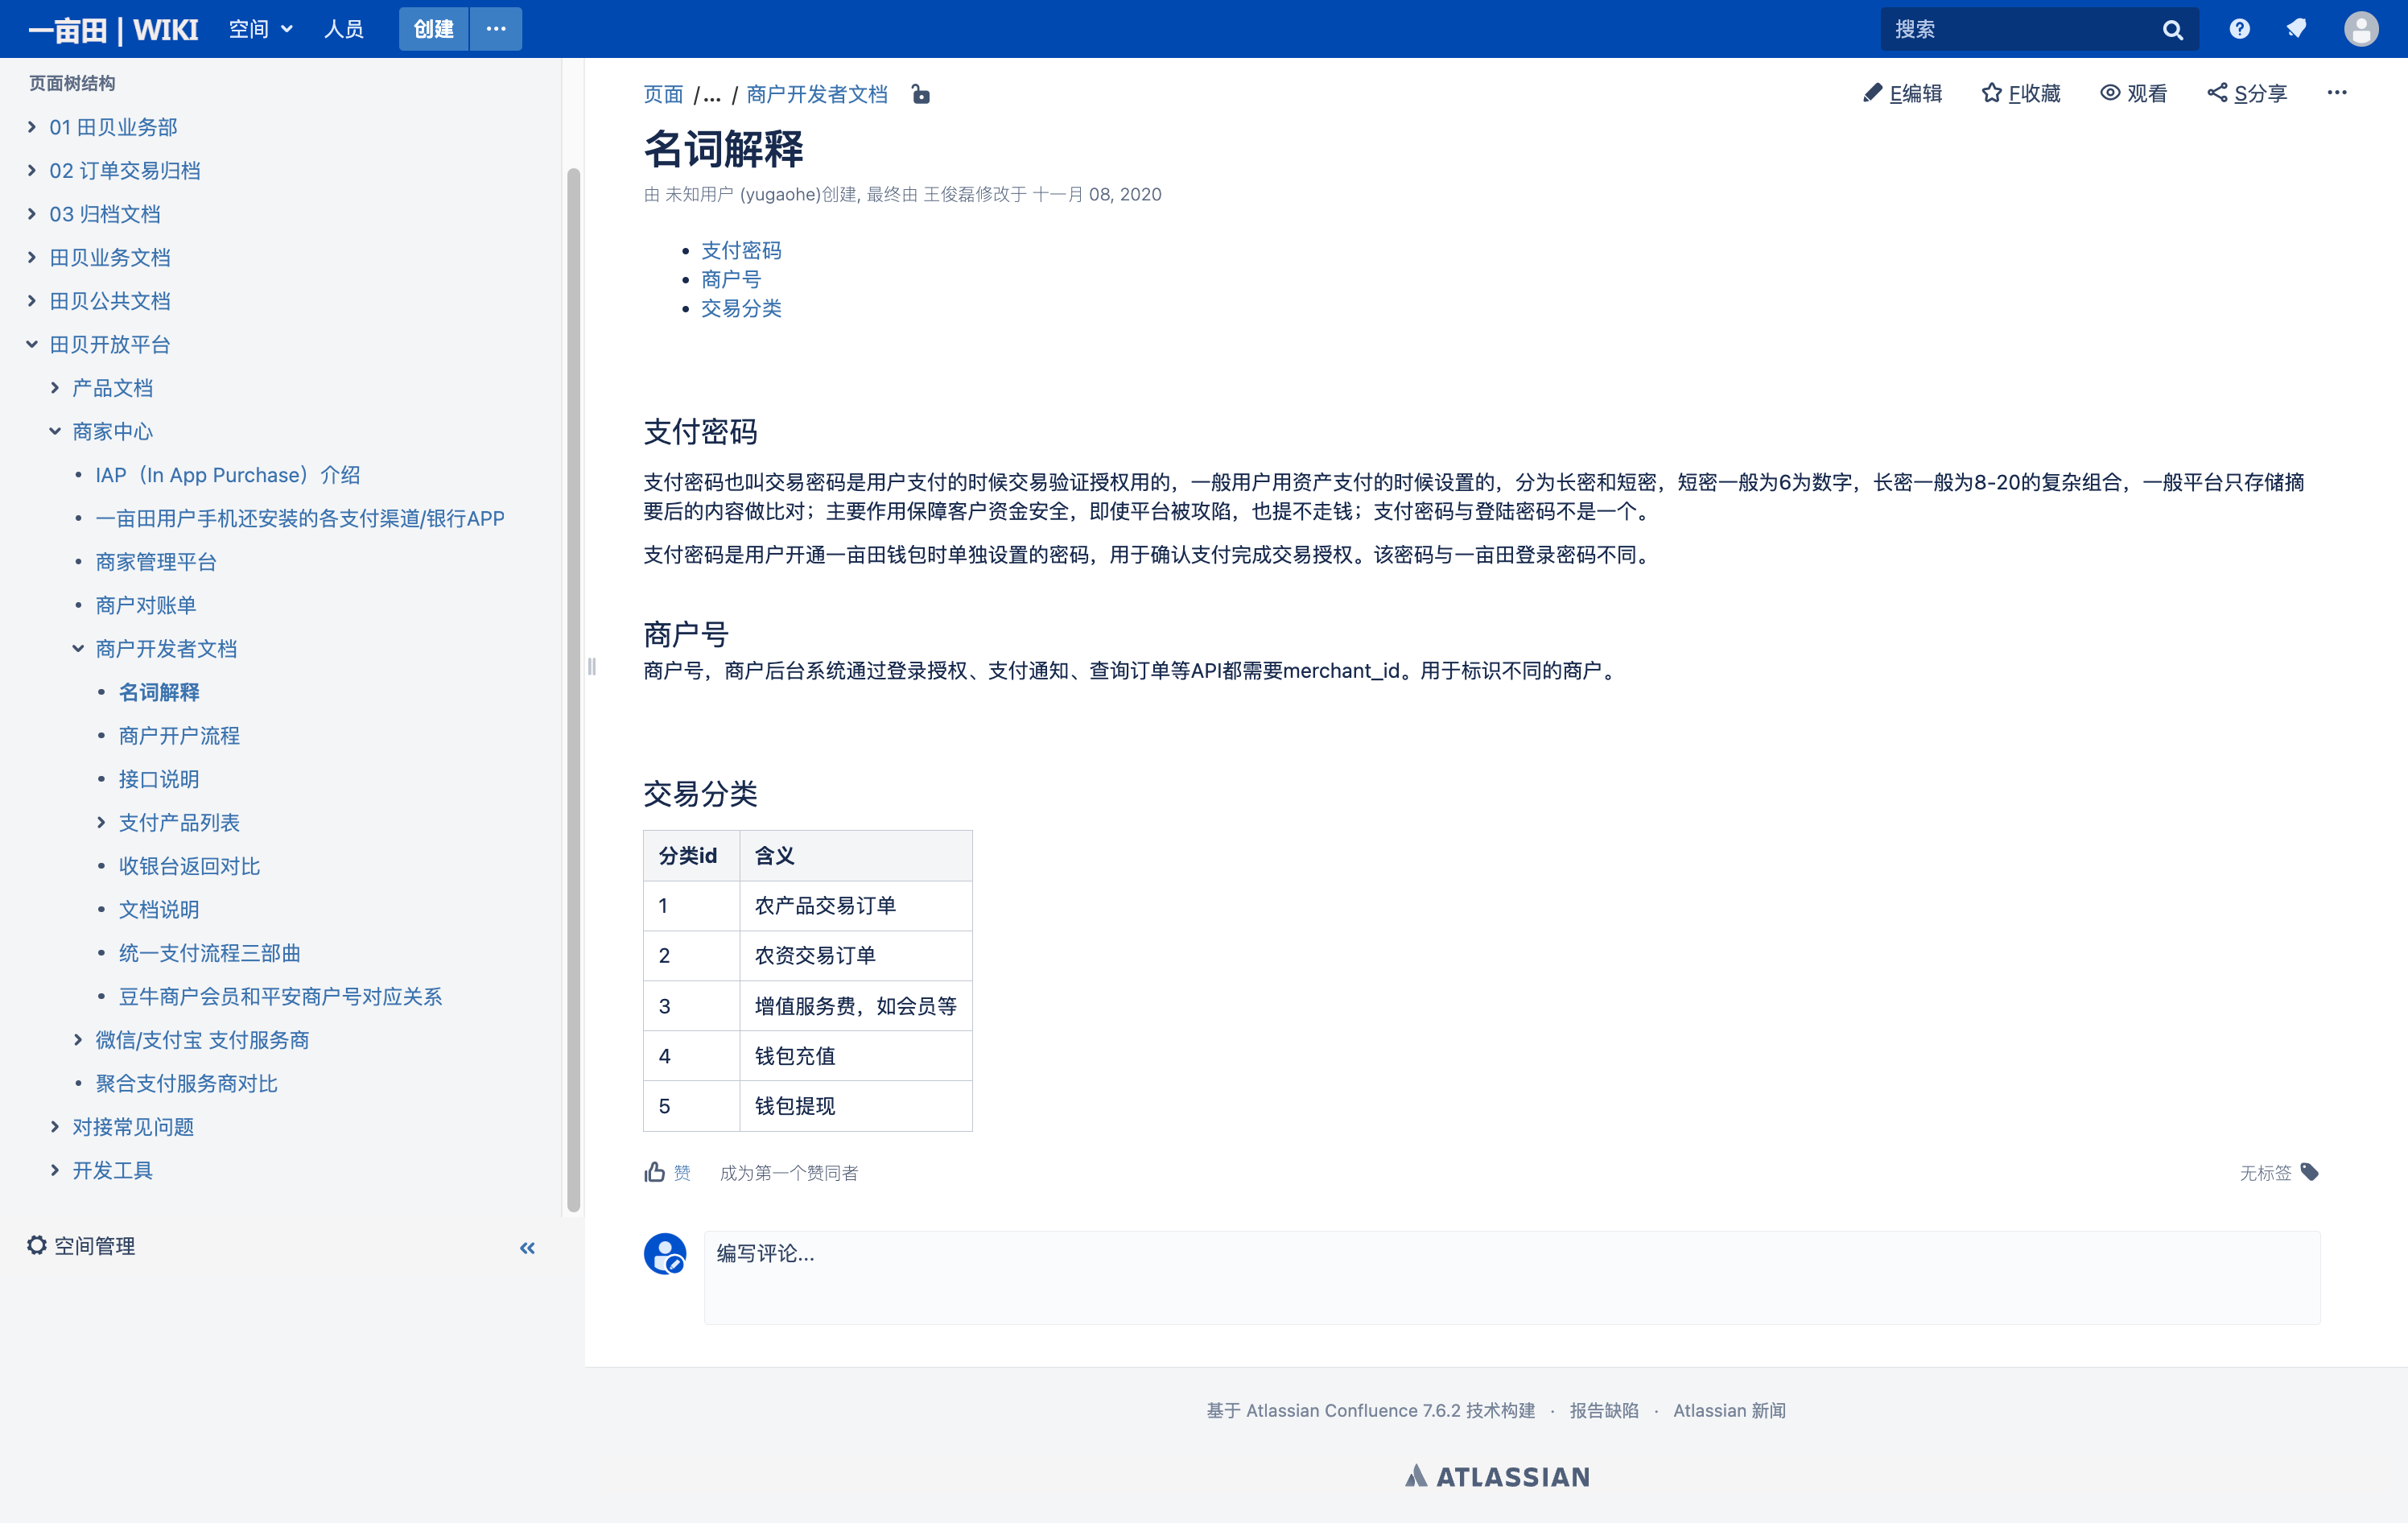 一亩田 | WIKI 空间 人员 创建 ··· 搜索
页面树结构
01 田贝业务部
02 订单交易归档
03 归档文档
田贝业务文档
田贝公共文档
田贝开放平台
产品文档
商家中心
IAP（In App Purchase）介绍
一亩田用户手机还安装的各支付渠道/银行APP
商家管理平台
商户对账单
商户开发者文档
名词解释
商户开户流程
接口说明
支付产品列表
收银台返回对比
文档说明
统一支付流程三部曲
豆牛商户会员和平安商户号对应关系
微信/支付宝 支付服务商
聚合支付服务商对比
对接常见问题
开发工具
空间管理
页面 /... / 商户开发者文档
E编辑 F收藏 观看 S分享 ···
名词解释
由 未知用户 (yugaohe)创建, 最终由 王俊磊修改于 十一月 08, 2020
支付密码
商户号
交易分类
支付密码
支付密码也叫交易密码是用户支付的时候交易验证授权用的，一般用户用资产支付的时候设置的，分为长密和短密，短密一般为6为数字，长密一般为8-20的复杂组合，一般平台只存储摘
要后的内容做比对；主要作用保障客户资金安全，即使平台被攻陷，也提不走钱；支付密码与登陆密码不是一个。
支付密码是用户开通一亩田钱包时单独设置的密码，用于确认支付完成交易授权。该密码与一亩田登录密码不同。
商户号
商户号，商户后台系统通过登录授权、支付通知、查询订单等API都需要merchant_id。用于标识不同的商户。
交易分类
分类id 含义
1 农产品交易订单
2 农资交易订单
3 增值服务费，如会员等
4 钱包充值
5 钱包提现
赞 成为第一个赞同者 无标签
编写评论...
基于 Atlassian Confluence 7.6.2 技术构建 · 报告缺陷 · Atlassian 新闻
ATLASSIAN